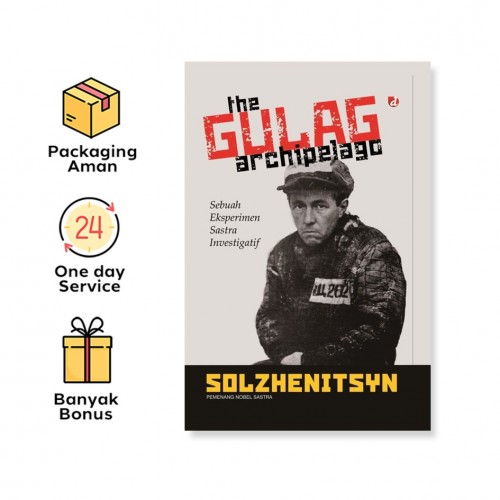 Packaging
Aman
24
One day
Service
Banyak
Bonus
the
GULAG
archipelago
Sebuah
Eksperimen
Sastra
Investigatif
SOLZHENITSYN
PEMENANG NOBEL SASTRA